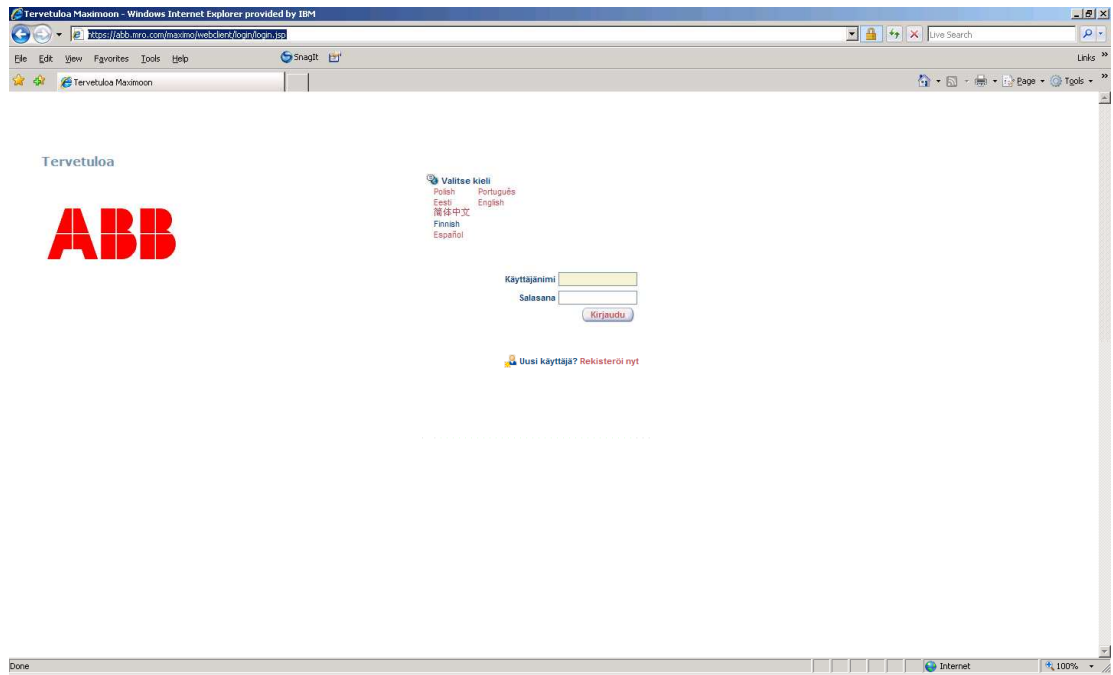 Tervetuloa Maximoon - Windows Internet Explorer provided by IBM
https://abb.mro.com/maximo/webclient/login/login.jsp
Live Search
File Edit View Favorites Tools Help
SnagIt
Links »
Tervetuloa Maximoon
Page
Tools »
Tervetuloa
ABB
Valitse kieli
Polish Português
Eesti English
简体中文
Finnish
Español
Käyttäjänimi
Salasana
Kirjaudu
Uusi käyttäjä? Rekisteröi nyt
Done
Internet
100%